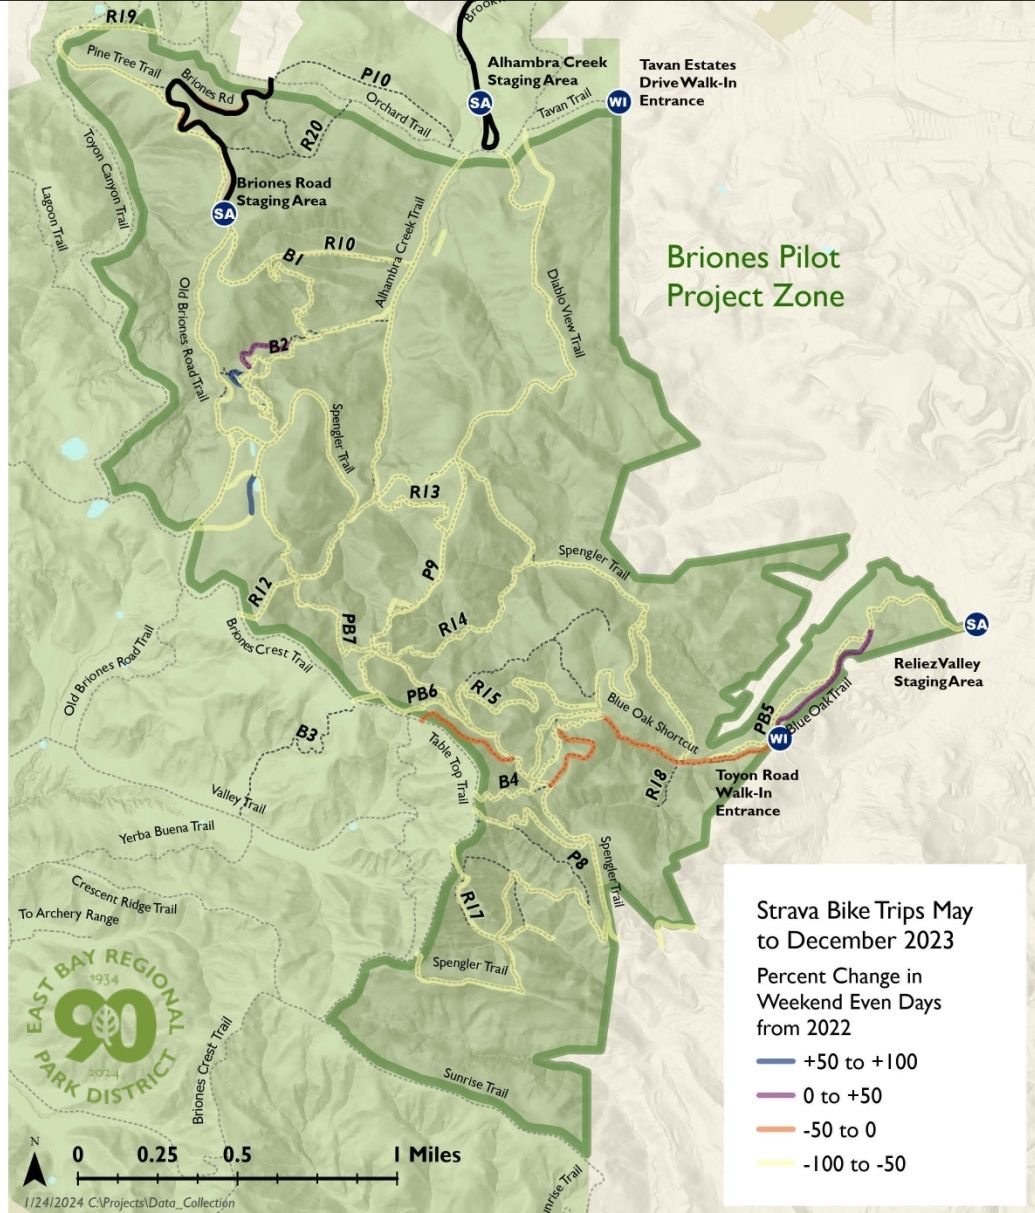 R19
Brookw
Pine Tree Trail
Briones Rd
P10
Orchard Trail
R20
Alhambra Creek
Staging Area
SA
Tavan Trail
WI
Tavan Estates
Drive Walk-In
Entrance
Toyon Canyon Trail
Lagoon Trail
Briones Road
Staging Area
SA
R10
B1
Alhambra Creek Trail
Briones Pilot
Project Zone
Old Briones Road Trail
Diablo View Trail
B2
Spengler Trail
R13
P9
Spengler Trail
R12
PB7
R14
Briones Crest Trail
Old Briones Road Trail
SA
Reliez Valley
Staging Area
PB6
R15
Blue Oak Shortcut
PB5
Blue Oak Trail
WI
B3
Table Top Trail
B4
R18
Toyon Road
Walk-In
Entrance
Valley Trail
Yerba Buena Trail
P8
Spengler Trail
Crescent Ridge Trail
To Archery Range
R17
Spengler Trail
EAST BAY REGIONAL
1934
90
2024
PARK DISTRICT
Briones Crest Trail
Sunrise Trail
Strava Bike Trips May
to December 2023
Percent Change in
Weekend Even Days
from 2022
+50 to +100
0 to +50
-50 to 0
-100 to -50
N
0 0.25 0.5 1 Miles
unrise Trail
1/24/2024 C:\Projects\Data_Collection